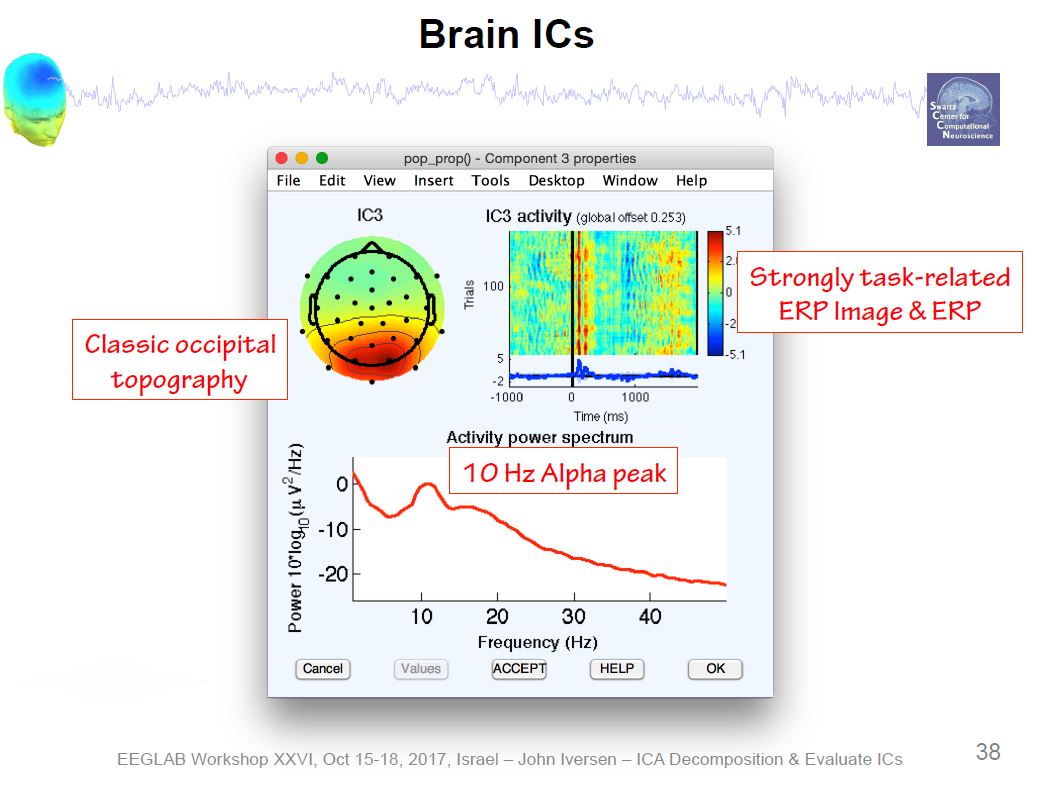 Brain ICs
Swartz
Center for
Computational
Neuroscience
pop_prop() - Component 3 properties
File Edit View Insert Tools Desktop Window Help
IC3
IC3 activity (global offset 0.253)
Trials
100
5.1
2.
0
-2
-5.1
5
-2
-1000 0 1000
Time (ms)
Strongly task-related
ERP Image & ERP
Classic occipital
topography
Activity power spectrum
10 Hz Alpha peak
Power 10*log10(μV²/Hz)
0
-10
-20
10 20 30 40
Frequency (Hz)
Cancel Values ACCEPT HELP OK
EEGLAB Workshop XXVI, Oct 15-18, 2017, Israel – John Iversen – ICA Decomposition & Evaluate ICs
38